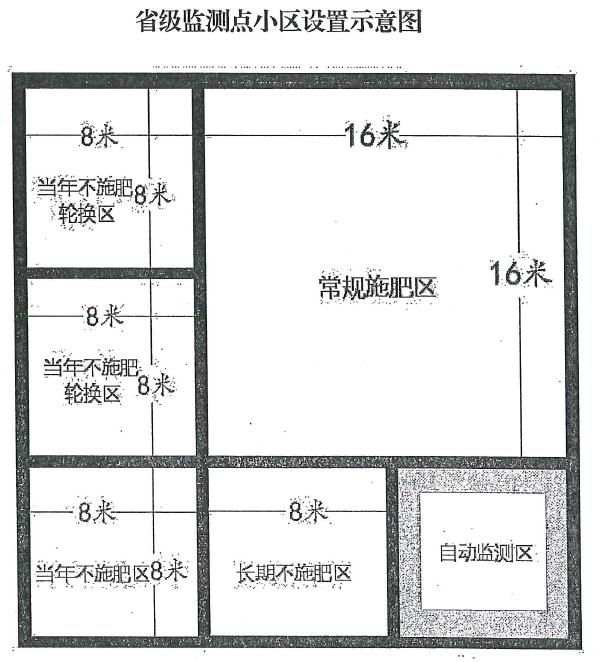 省级监测点小区设置示意图
8米
当年不施肥
轮换区
8米
16米
16米
常规施肥区
8米
当年不施肥
轮换区
8米
8米
当年不施肥区
8米
8米
长期不施肥区
自动监测区